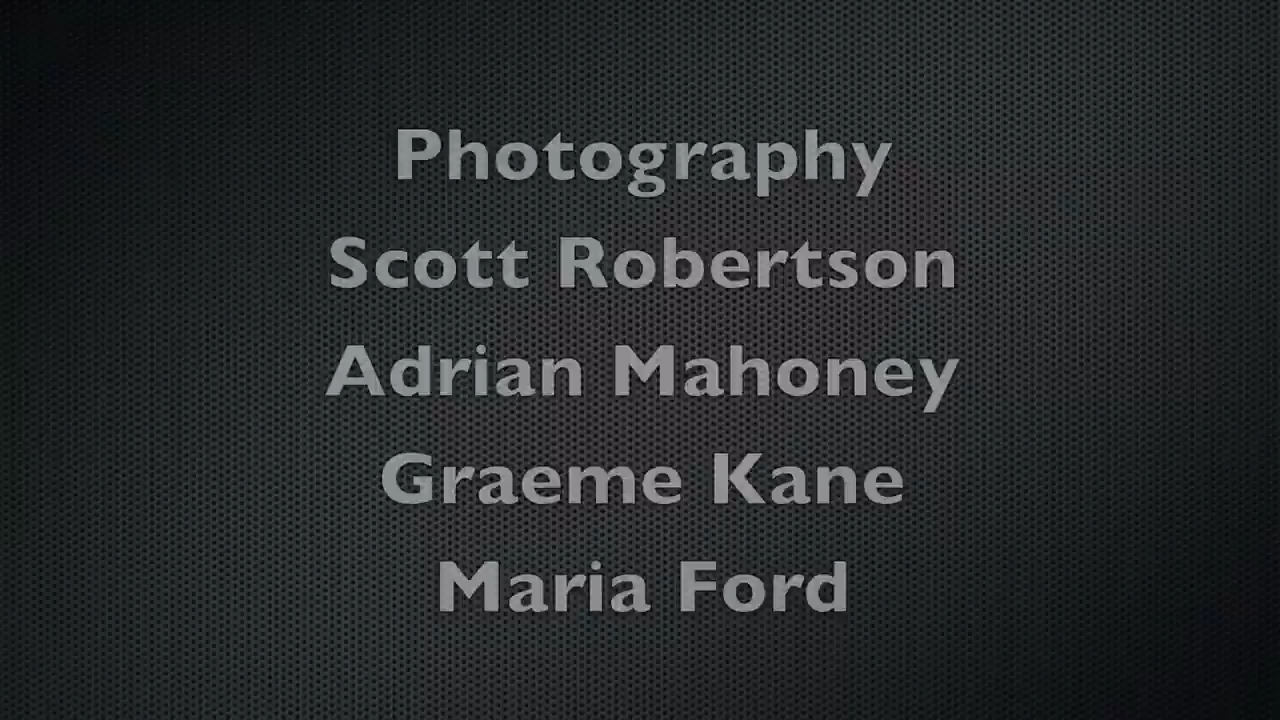 Photography
Scott Robertson
Adrian Mahoney
Graeme Kane
Maria Ford